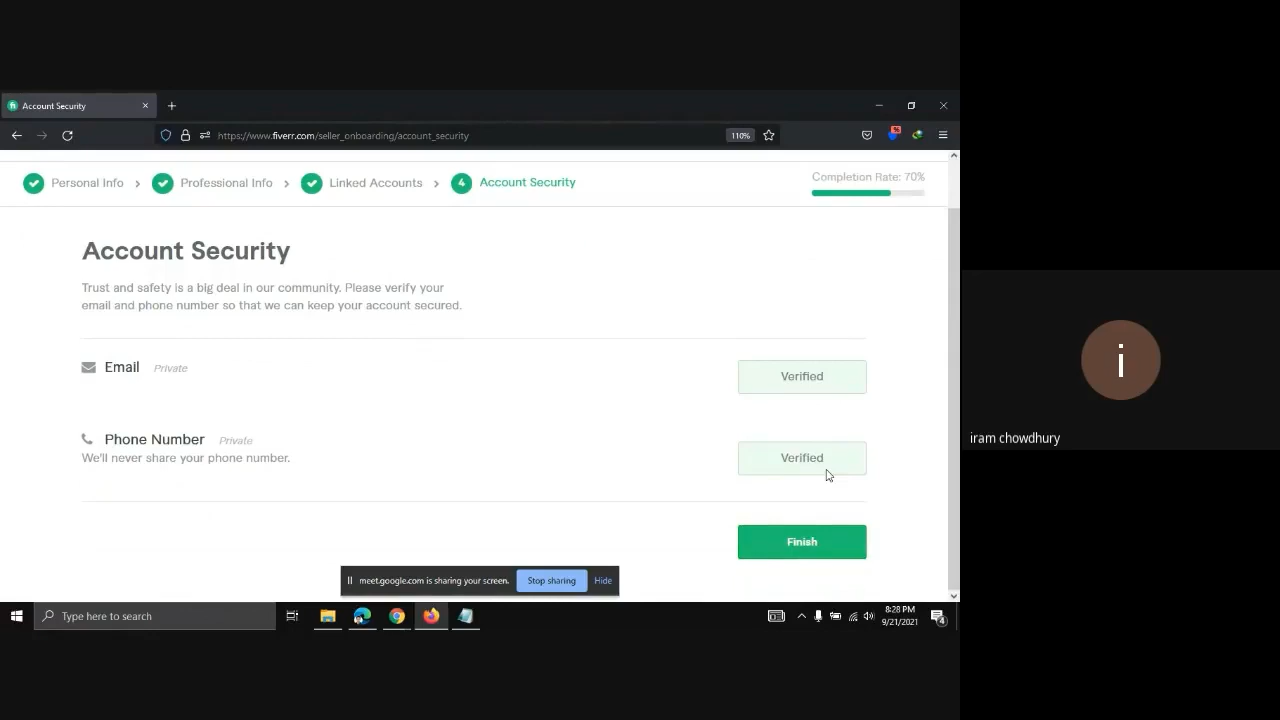 Account Security
https://www.fiverr.com/seller_onboarding/account_security
110%
Personal Info
Professional Info
Linked Accounts
4
Account Security
Completion Rate: 70%
Account Security
Trust and safety is a big deal in our community. Please verify your
email and phone number so that we can keep your account secured.
Email Private
Verified
Phone Number Private
We'll never share your phone number.
Verified
Finish
meet.google.com is sharing your screen.
Stop sharing
Hide
Type here to search
8:28 PM
9/21/2021
4
i
iram chowdhury